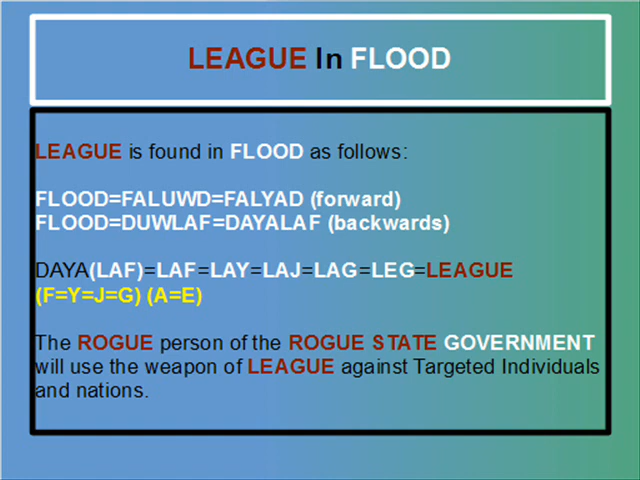 LEAGUE In FLOOD
LEAGUE is found in FLOOD as follows:
FLOOD=FALUWD=FALYAD (forward)
FLOOD=DUWLAF=DAYALAF (backwards)
DAYA(LAF)=LAF=LAY=LAJ=LAG=LEG=LEAGUE
(F=Y=J=G) (A=E)
The ROGUE person of the ROGUE STATE GOVERNMENT
will use the weapon of LEAGUE against Targeted Individuals
and nations.